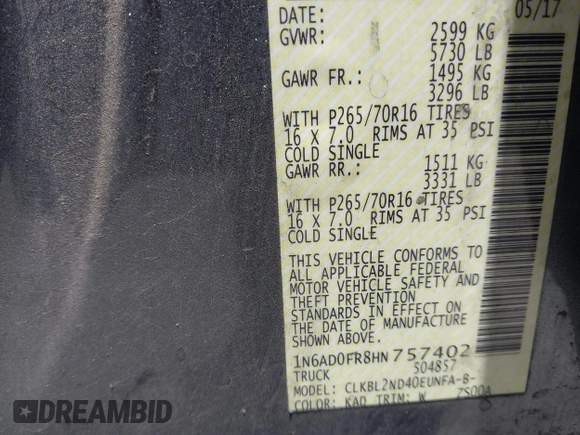 DATE: 05/17
GVWR: 2599 KG
5730 LB
GAWR FR.: 1495 KG
3296 LB
WITH P265/70R16 TIRES
16 X 7.0 RIMS AT 35 PSI
COLD SINGLE
GAWR RR.: 1511 KG
3331 LB
WITH P265/70R16 TIRES
16 X 7.0 RIMS AT 35 PSI
COLD SINGLE
THIS VEHICLE CONFORMS TO
ALL APPLICABLE FEDERAL
MOTOR VEHICLE SAFETY AND
THEFT PREVENTION
STANDARDS IN EFFECT ON
THE DATE OF MANUFACTURE
SHOWN ABOVE.
1N6AD0FR8HN757402
TRUCK 504857
MODEL: CLKBL2ND40EUNFA-B-
COLOR: KAD TRIM: W ZS00A
DREAMBID